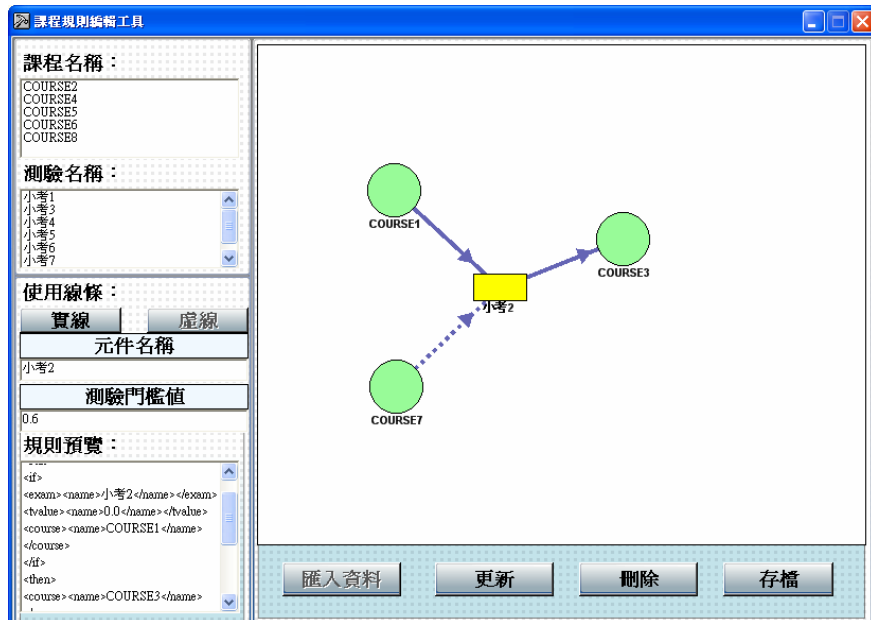 課程規則編輯工具
課程名稱：
COURSE2
COURSE4
COURSE5
COURSE6
COURSE8
測驗名稱：
小考1
小考3
小考4
小考5
小考6
小考7
使用線條：
實線
虛線
元件名稱
小考2
測驗門檻值
0.6
規則預覽：
<if>
<exam><name>小考2</name></exam>
<tvalue><name>0.0</name></tvalue>
<course><name>COURSE1</name>
</course>
</if>
<then>
<course><name>COURSE3</name>
COURSE1
COURSE3
小考2
COURSE7
匯入資料
更新
刪除
存檔